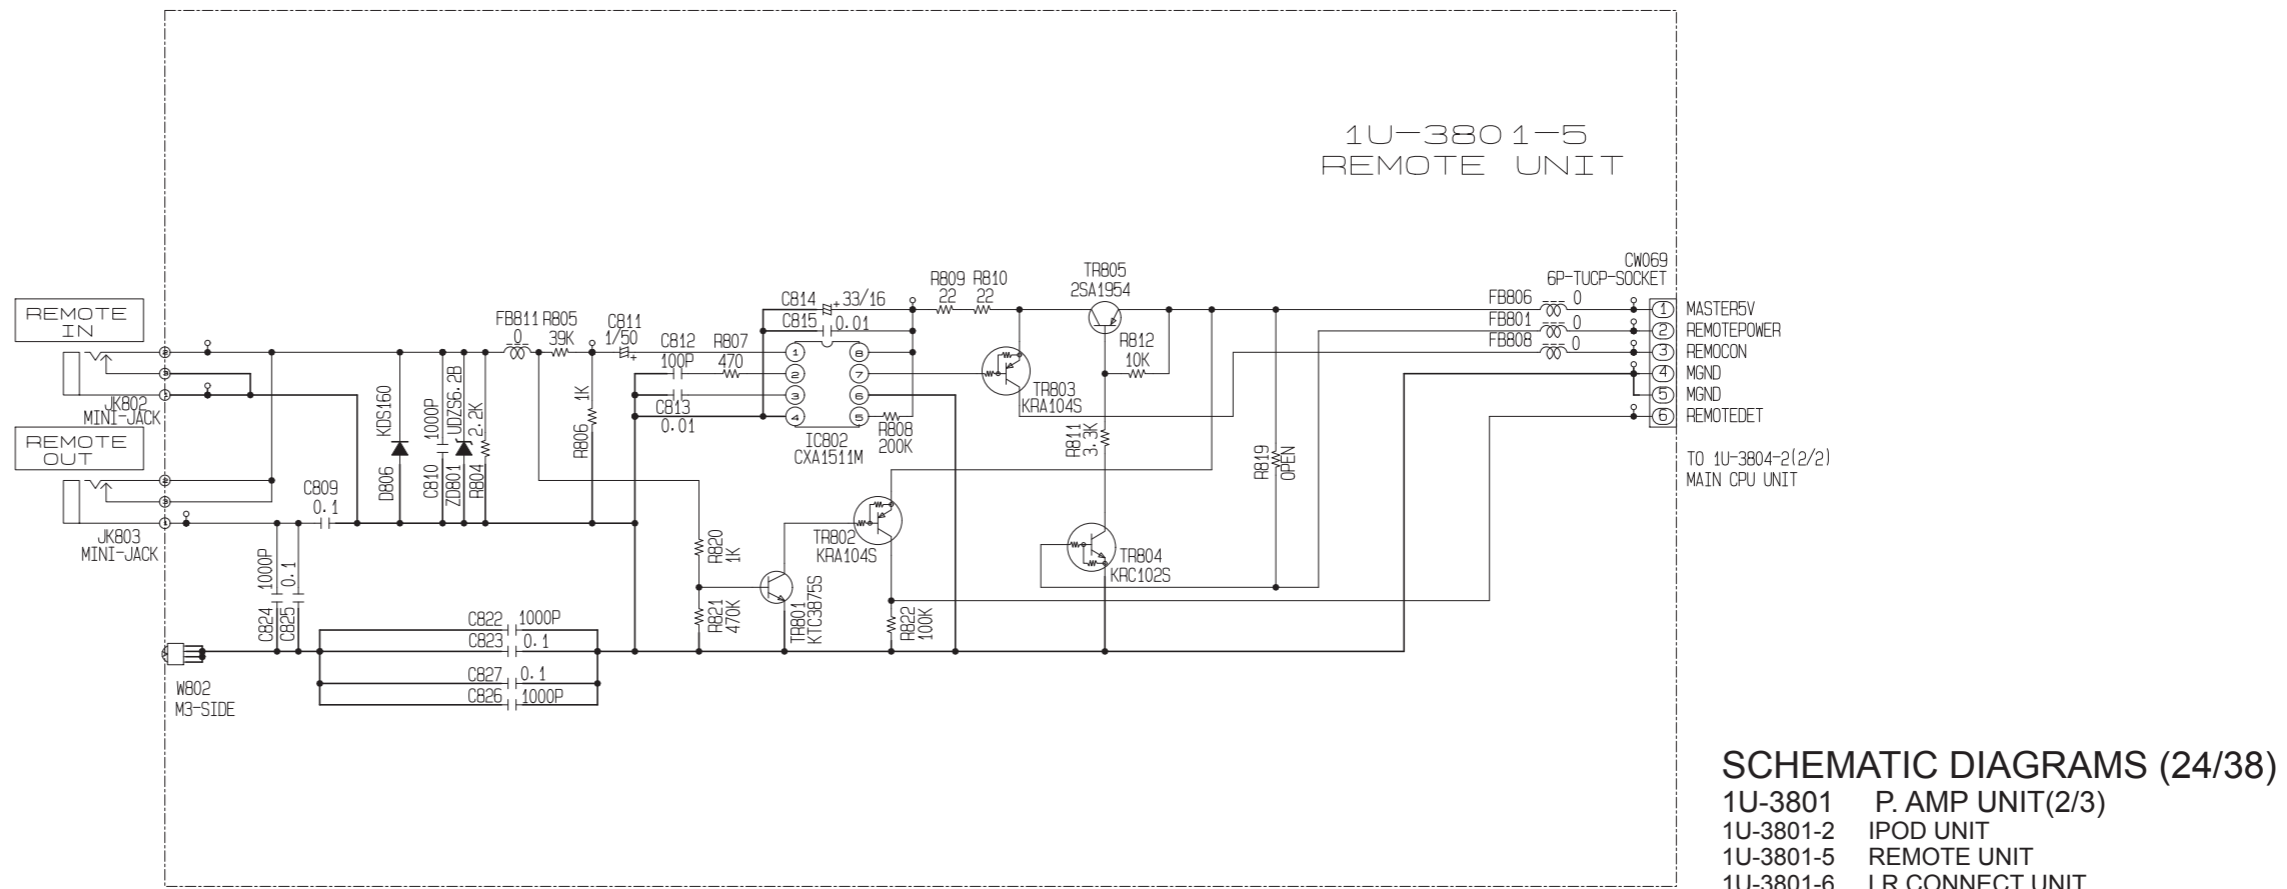 1U-3801-5
REMOTE UNIT
REMOTE
IN
JK802
MINI-JACK
REMOTE
OUT
JK803
MINI-JACK
W802
M3-SIDE
C809
0.1
C824
1000P
C825
0.1
D806
KDS160
C810
1000P
ZD801
UDZS6.2B
R804
2.2K
FB811
0
R805
39K
C811
1/50
+
R806
1K
C812
100P
R807
470
C813
0.01
C814
+33/16
C815
0.01
1
2
3
4
8
7
6
5
IC802
CXA1511M
R808
200K
R809
22
R810
22
TR805
2SA1954
R812
10K
TR803
KRA104S
R811
3.3K
R819
OPEN
TR802
KRA104S
TR804
KRC102S
R820
1K
R821
470K
TR801
KTC3875S
R822
100K
C822
1000P
C823
0.1
C827
0.1
C826
1000P
FB806
0
FB801
0
FB808
0
CW069
6P-TUCP-SOCKET
1 MASTER5V
2 REMOTEPOWER
3 REMOCON
4 MGND
5 MGND
6 REMOTEDET
TO 1U-3804-2(2/2)
MAIN CPU UNIT
SCHEMATIC DIAGRAMS (24/38)
1U-3801 P. AMP UNIT(2/3)
1U-3801-2 IPOD UNIT
1U-3801-5 REMOTE UNIT
1U-3801-6 LR CONNECT UNIT